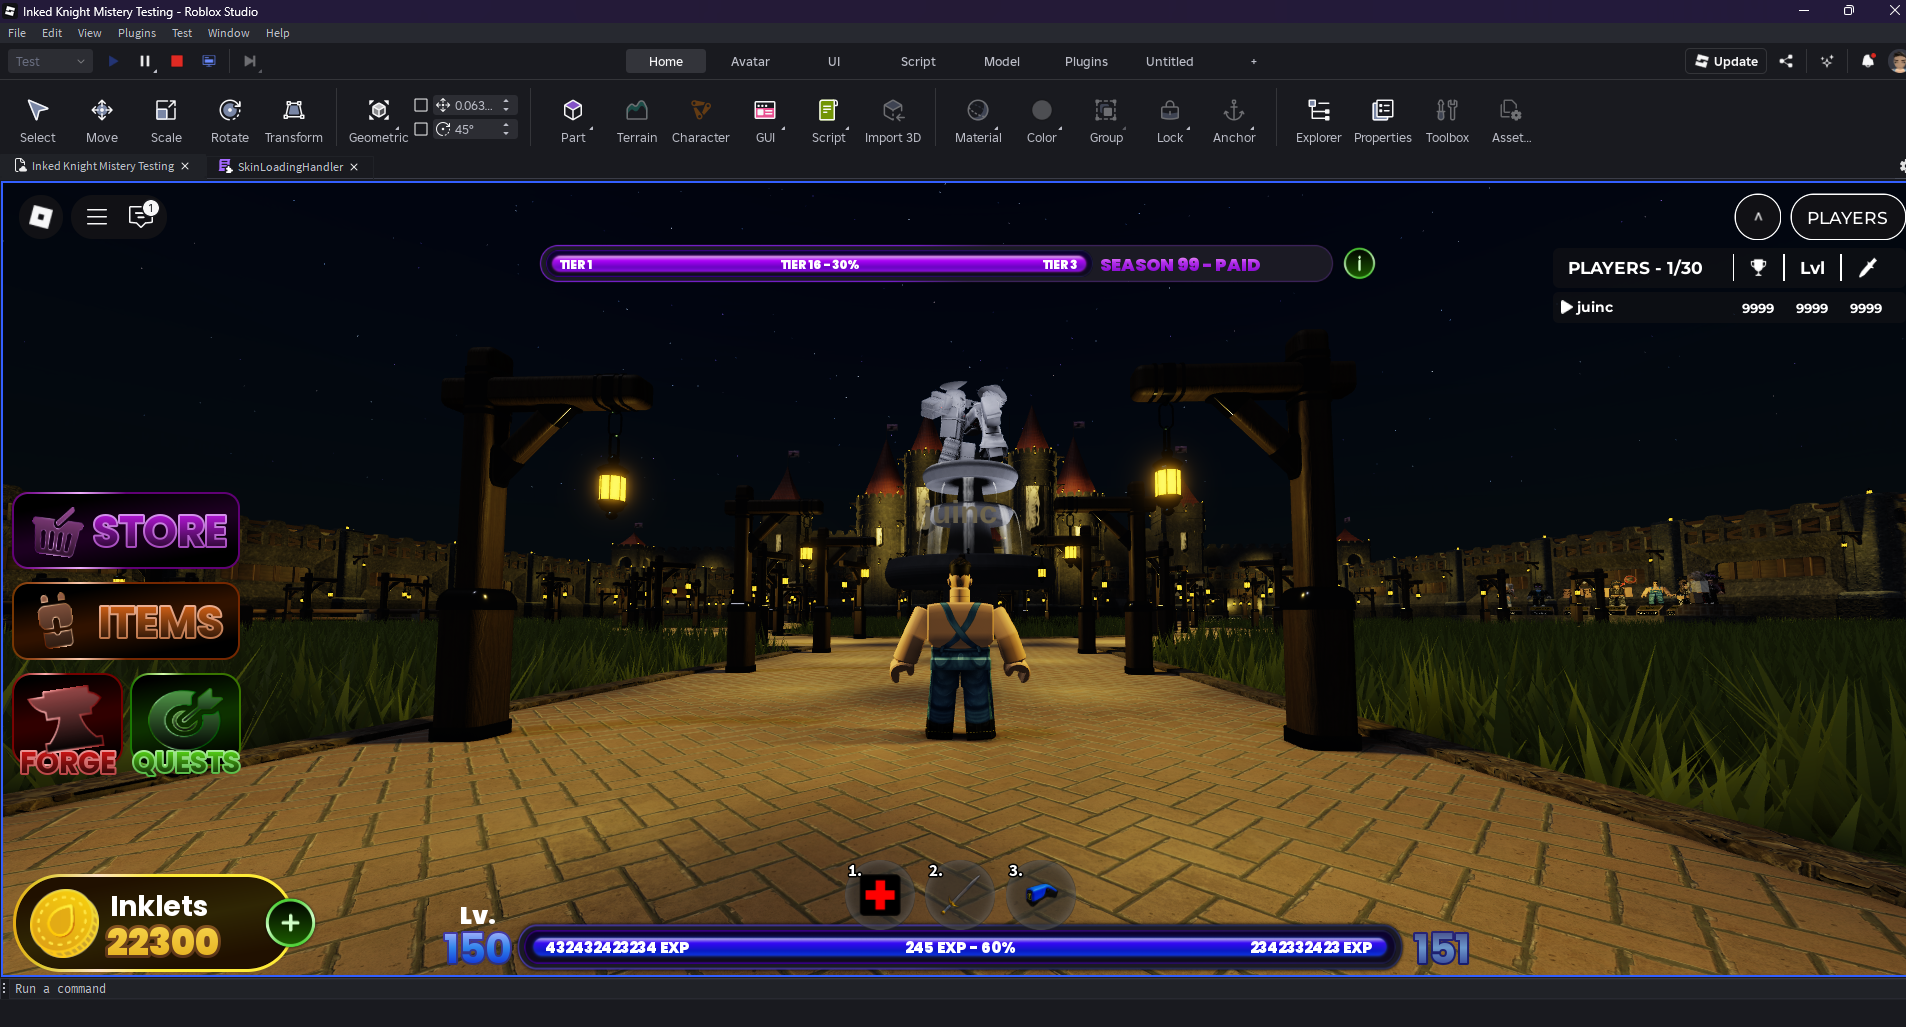 Inked Knight Mistery Testing - Roblox Studio
File Edit View Plugins Test Window Help
Test
Home Avatar UI Script Model Plugins Untitled +
Update
Select Move Scale Rotate Transform Geometric
0.063...
45°
Part Terrain Character GUI Script Import 3D Material Color Group Lock Anchor Explorer Properties Toolbox Asset...
Inked Knight Mistery Testing
SkinLoadingHandler
1
^
PLAYERS
TIER 1
TIER 16 - 30%
TIER 3
SEASON 99 - PAID
i
PLAYERS - 1/30
Lvl
juinc 9999 9999 9999
juinc
STORE
ITEMS
FORGE
QUESTS
Inklets
22300
+
1. 2. 3.
Lv.
150
432432423234 EXP
245 EXP - 60%
2342332423 EXP
151
Run a command